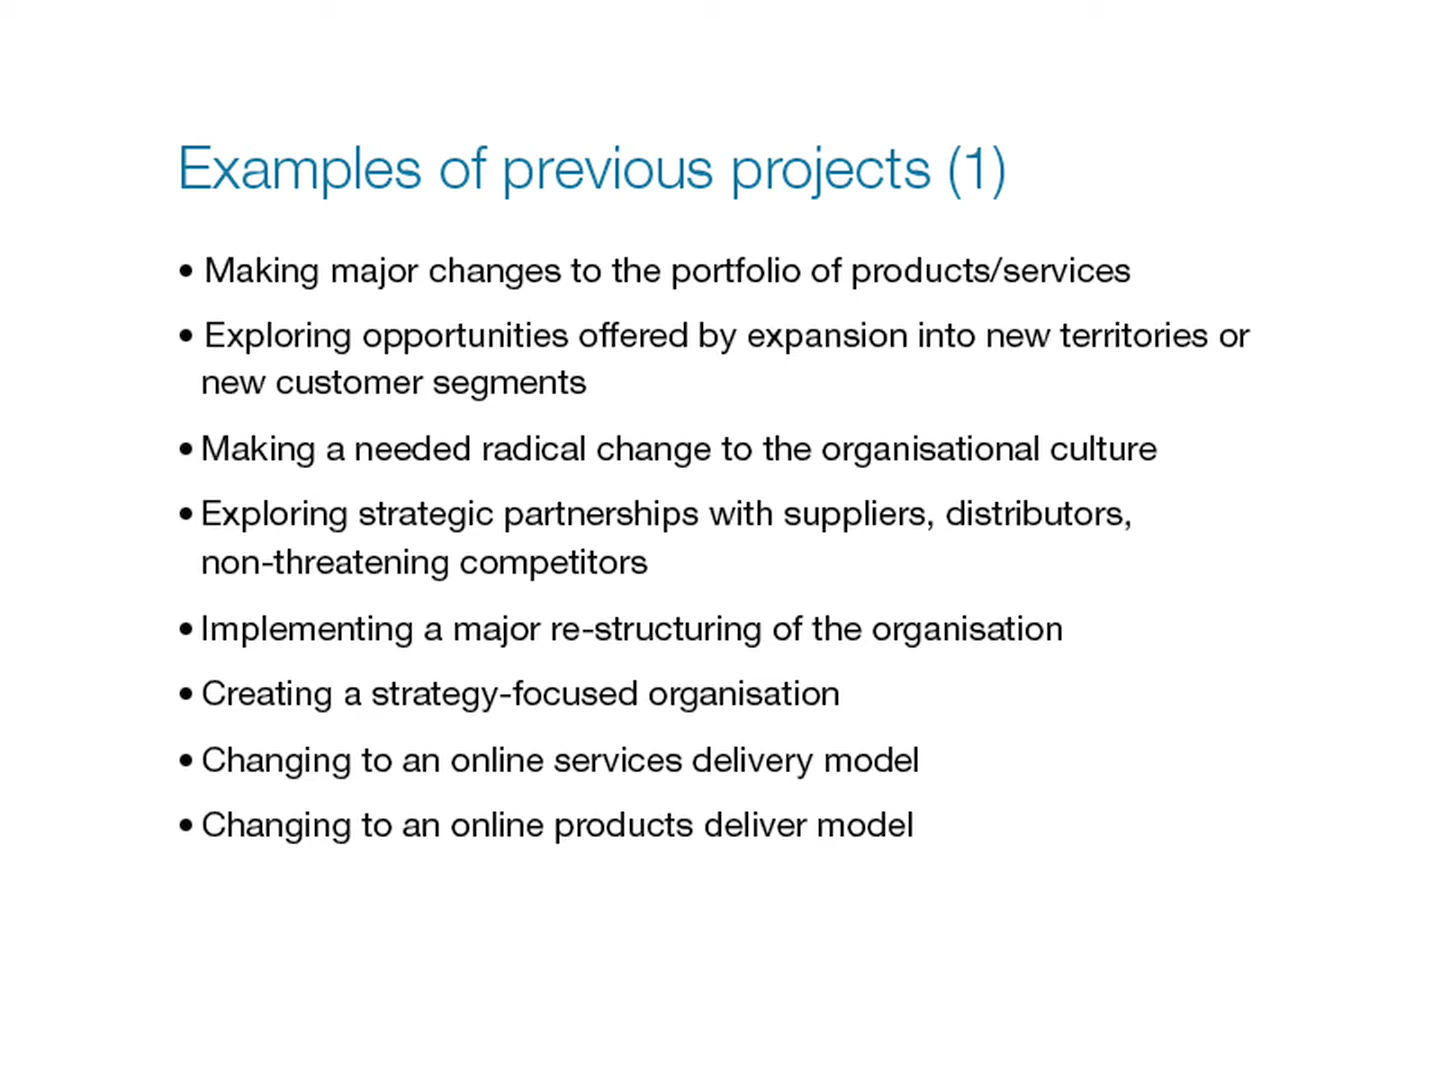 Examples of previous projects (1)
• Making major changes to the portfolio of products/services
• Exploring opportunities offered by expansion into new territories or
new customer segments
• Making a needed radical change to the organisational culture
• Exploring strategic partnerships with suppliers, distributors,
non-threatening competitors
• Implementing a major re-structuring of the organisation
• Creating a strategy-focused organisation
• Changing to an online services delivery model
• Changing to an online products deliver model